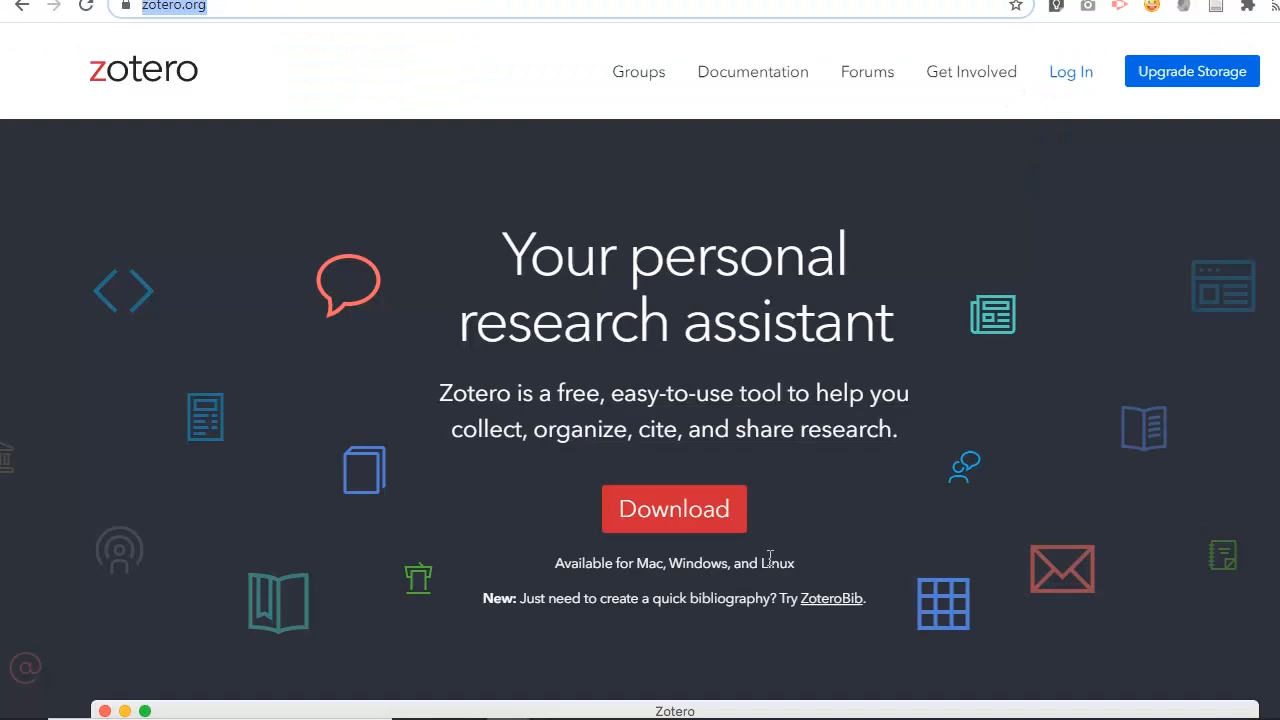 zotero.org
zotero
Groups
Documentation
Forums
Get Involved
Log In
Upgrade Storage
Your personal
research assistant
Zotero is a free, easy-to-use tool to help you
collect, organize, cite, and share research.
Download
Available for Mac, Windows, and Linux
New: Just need to create a quick bibliography? Try ZoteroBib.
Zotero